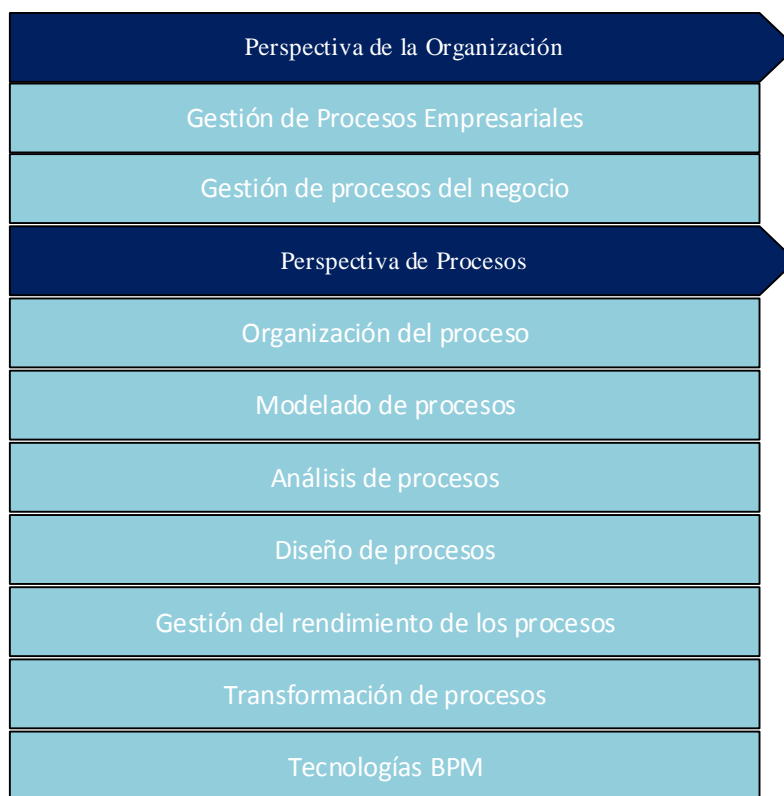 Perspectiva de la Organización
Gestión de Procesos Empresariales
Gestión de procesos del negocio
Perspectiva de Procesos
Organización del proceso
Modelado de procesos
Análisis de procesos
Diseño de procesos
Gestión del rendimiento de los procesos
Transformación de procesos
Tecnologías BPM